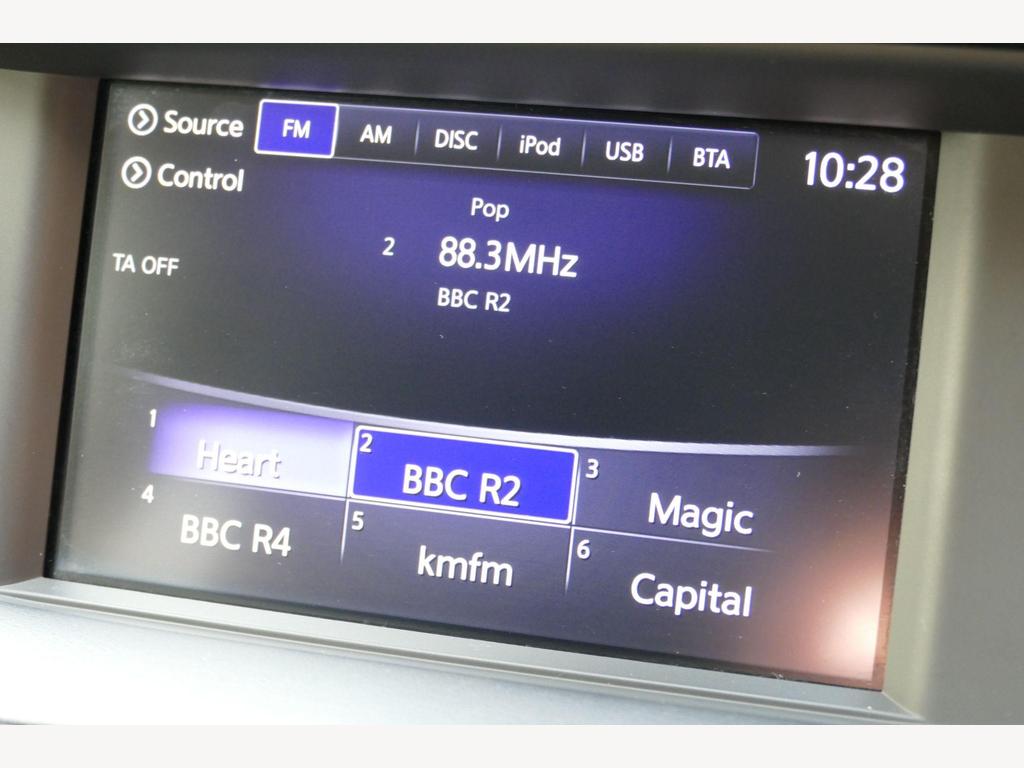 Source FM AM DISC iPod USB BTA 10:28
Control
Pop
2 88.3MHz
TA OFF
BBC R2
1 Heart 2 BBC R2 3 Magic
4 BBC R4 5 kmfm 6 Capital